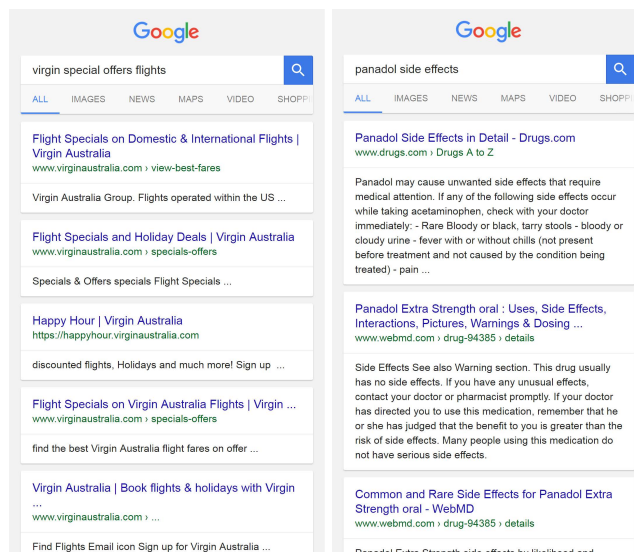 Google
virgin special offers flights
ALL IMAGES NEWS MAPS VIDEO SHOPPI
Flight Specials on Domestic & International Flights |
Virgin Australia
www.virginaustralia.com › view-best-fares
Virgin Australia Group. Flights operated within the US ...
Flight Specials and Holiday Deals | Virgin Australia
www.virginaustralia.com › specials-offers
Specials & Offers specials Flight Specials ...
Happy Hour | Virgin Australia
https://happyhour.virginaustralia.com
discounted flights, Holidays and much more! Sign up ...
Flight Specials on Virgin Australia Flights | Virgin ...
www.virginaustralia.com › specials-offers
find the best Virgin Australia flight fares on offer ...
Virgin Australia | Book flights & holidays with Virgin
...
www.virginaustralia.com › ...
Find Flights Email icon Sign up for Virgin Australia ...
Google
panadol side effects
ALL IMAGES NEWS MAPS VIDEO SHOPPI
Panadol Side Effects in Detail - Drugs.com
www.drugs.com › Drugs A to Z
Panadol may cause unwanted side effects that require
medical attention. If any of the following side effects occur
while taking acetaminophen, check with your doctor
immediately: - Rare Bloody or black, tarry stools - bloody or
cloudy urine - fever with or without chills (not present
before treatment and not caused by the condition being
treated) - pain ...
Panadol Extra Strength oral : Uses, Side Effects,
Interactions, Pictures, Warnings & Dosing ...
www.webmd.com › drug-94385 › details
Side Effects See also Warning section. This drug usually
has no side effects. If you have any unusual effects,
contact your doctor or pharmacist promptly. If your doctor
has directed you to use this medication, remember that he
or she has judged that the benefit to you is greater than the
risk of side effects. Many people using this medication do
not have serious side effects.
Common and Rare Side Effects for Panadol Extra
Strength oral - WebMD
www.webmd.com › drug-94385 › details
Panadol Extra Strength side effects by likelihood and